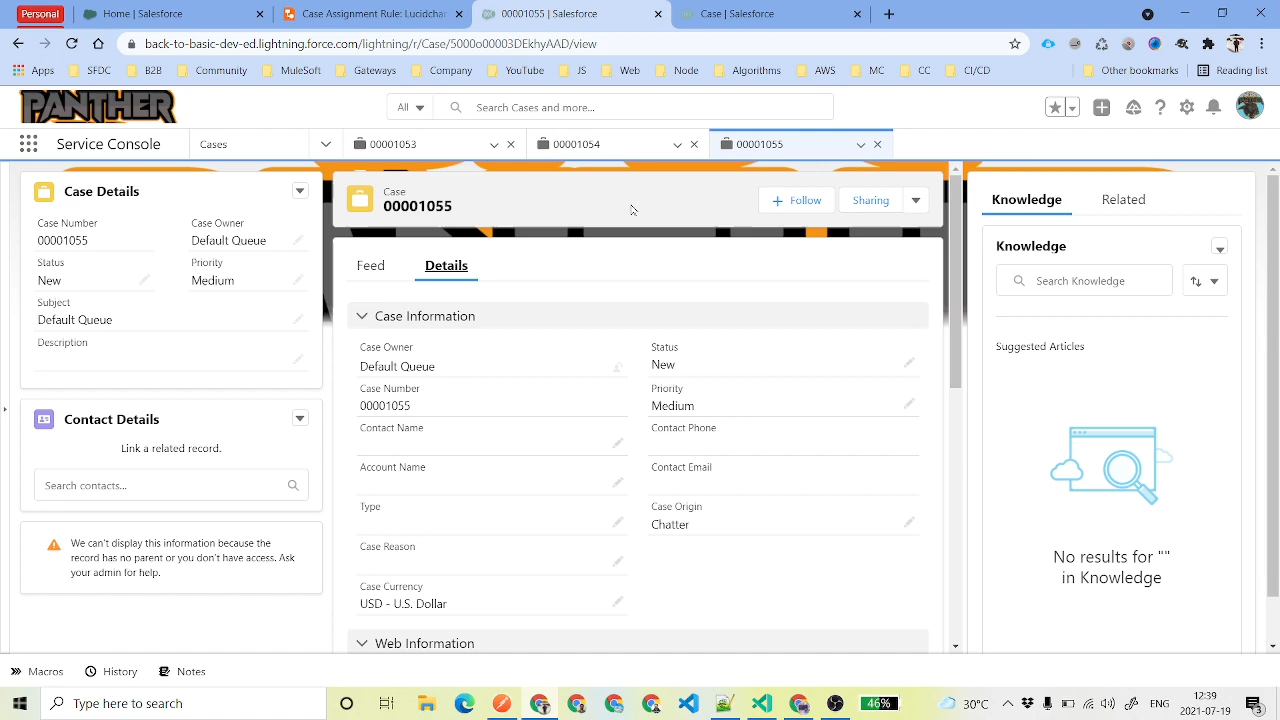 Personal
Home | Salesforce
Case Assignment Rule: Lucidchar
00001055 | Salesforce
Cases | Salesforce
back-to-work-dev-ed.lightning.force.com/lightning/r/Case/5000o00003DEkhyAAD/view
Apps SFDC B2B Community MuleSoft Gateways Company YouTube JS Web Node Algorithms AWS MC CC CI/CD Other bookmarks Reading list
PANTHER
All Search Cases and more...
Service Console Cases 00001053 00001054 00001055
Case Details
Case Number Case Owner
00001055 Default Queue
Status Priority
New Medium
Subject
Default Queue
Description
Contact Details
Link a related record.
Search contacts...
We can't display this information because the
record has no parent or you don't have access. Ask
your admin for help.
Case
00001055
Follow Sharing
Feed Details
Case Information
Case Owner Status
Default Queue New
Case Number Priority
00001055 Medium
Contact Name Contact Phone
Account Name Contact Email
Type Case Origin
Chatter
Case Reason
Case Currency
USD - U.S. Dollar
Web Information
Knowledge Related
Knowledge
Search Knowledge
Suggested Articles
No results for ""
in Knowledge
Macros History Notes
Type here to search
46%
30°C
ENG
12:39
2021-07-19
3